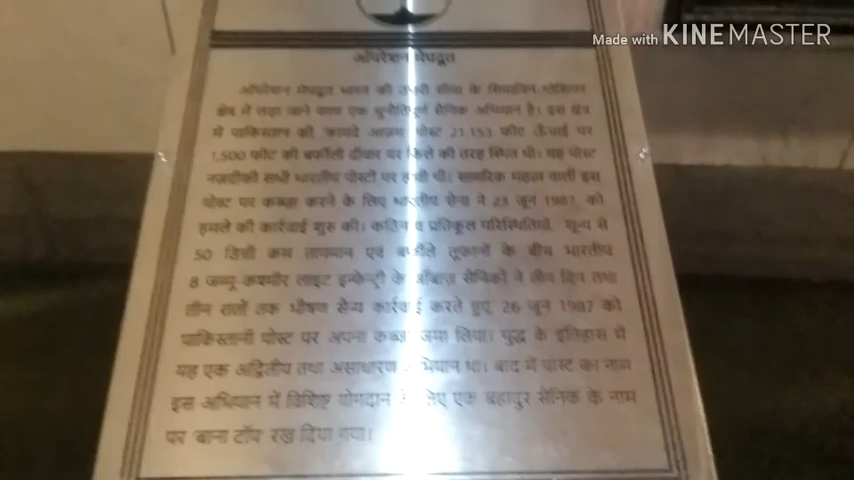 Made with KINEMASTER
ऑपरेशन मेघदूत
ऑपरेशन मेघदूत भारत की उत्तरी सीमा के सियाचिन ग्लेशियर
क्षेत्र में लड़ा जाने वाला एक चुनौतिपूर्ण सैनिक अभियान है। इस क्षेत्र
में पाकिस्तान की 'कायदे आजम' पोस्ट 21,153 फीट ऊँचाई पर
1,500 फीट की बर्फीली दीवार पर किले की तरह स्थित थी। यह पोस्ट
नज़दीकी सभी भारतीय पोस्टों पर हावी थी। सामरिक महत्व वाली इस
पोस्ट पर कब्ज़ा करने के लिए भारतीय सेना ने 23 जून 1987, को
हमले की कार्रवाई शुरु की। कठिन व प्रतिकूल परिस्थितियों, शून्य से
50 डिग्री कम तापमान एवं बर्फीले तूफानों के बीच भारतीय
8 जम्मू-कश्मीर लाइट इन्फेन्ट्री के जाँबाज़ सैनिकों ने तीन दिन तथा
तीन रातों तक भीषण सैन्य कार्रवाई करते हुए, 26 जून 1987 को
पाकिस्तानी पोस्ट पर अपना कब्ज़ा जमा लिया। युद्ध के इतिहास में
यह एक अद्वितीय तथा असाधारण अभियान था। बाद में पोस्ट का नाम
इस अभियान में विशिष्ट योगदान के लिए एक बहादुर सैनिक के नाम
पर 'बाना टॉप' रख दिया गया।